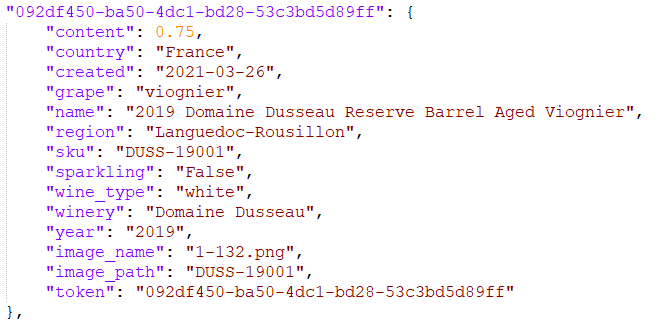 "092df450-ba50-4dc1-bd28-53c3bd5d89ff": {
"content": 0.75,
"country": "France",
"created": "2021-03-26",
"grape": "viognier",
"name": "2019 Domaine Dusseau Reserve Barrel Aged Viognier",
"region": "Languedoc-Rousillon",
"sku": "DUSS-19001",
"sparkling": "False",
"wine_type": "white",
"winery": "Domaine Dusseau",
"year": "2019",
"image_name": "1-132.png",
"image_path": "DUSS-19001",
"token": "092df450-ba50-4dc1-bd28-53c3bd5d89ff"
},